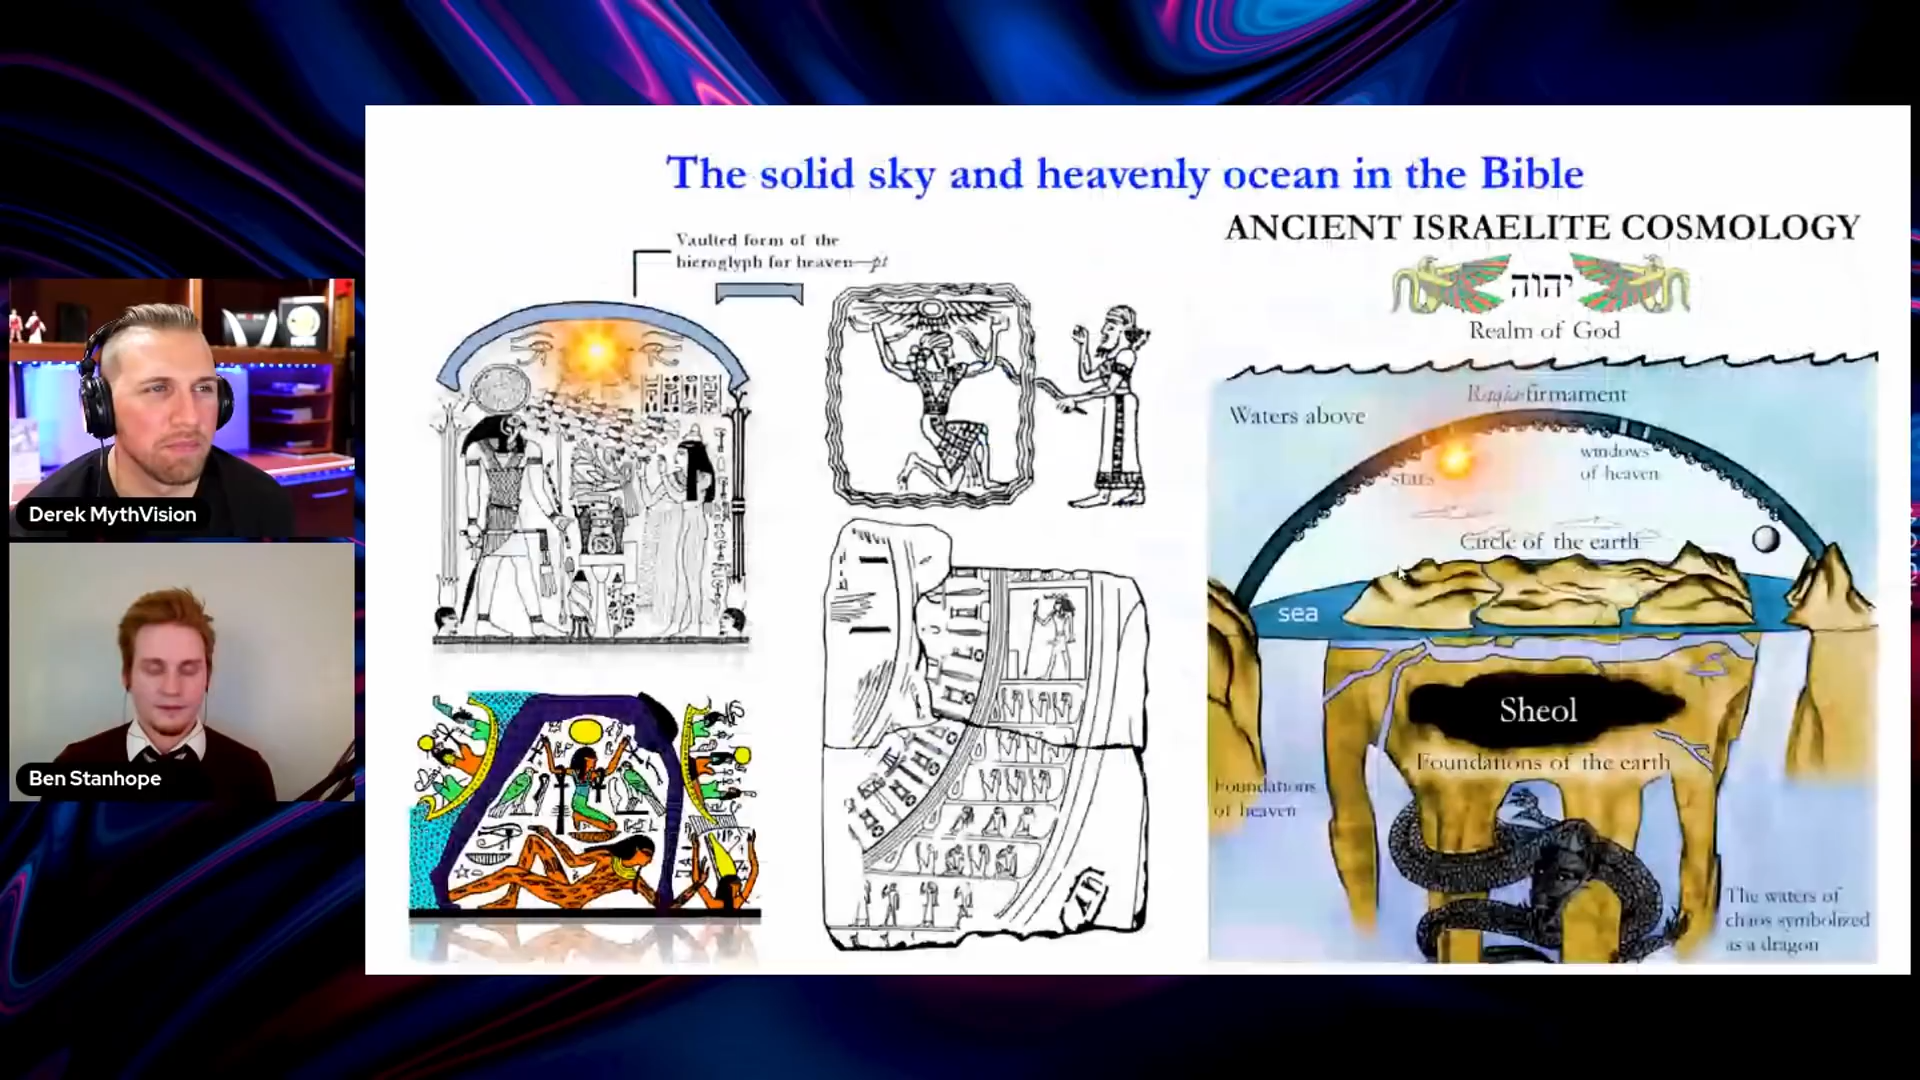 The solid sky and heavenly ocean in the Bible
Vaulted form of the
hieroglyph for heaven—pt
ANCIENT ISRAELITE COSMOLOGY
יהוה
Realm of God
Raqia-firmament
Waters above
windows
of heaven
stars
Circle of the earth
sea
Sheol
Foundations of the earth
Foundations
of heaven
The waters of
chaos symbolized
as a dragon
Derek MythVision
Ben Stanhope